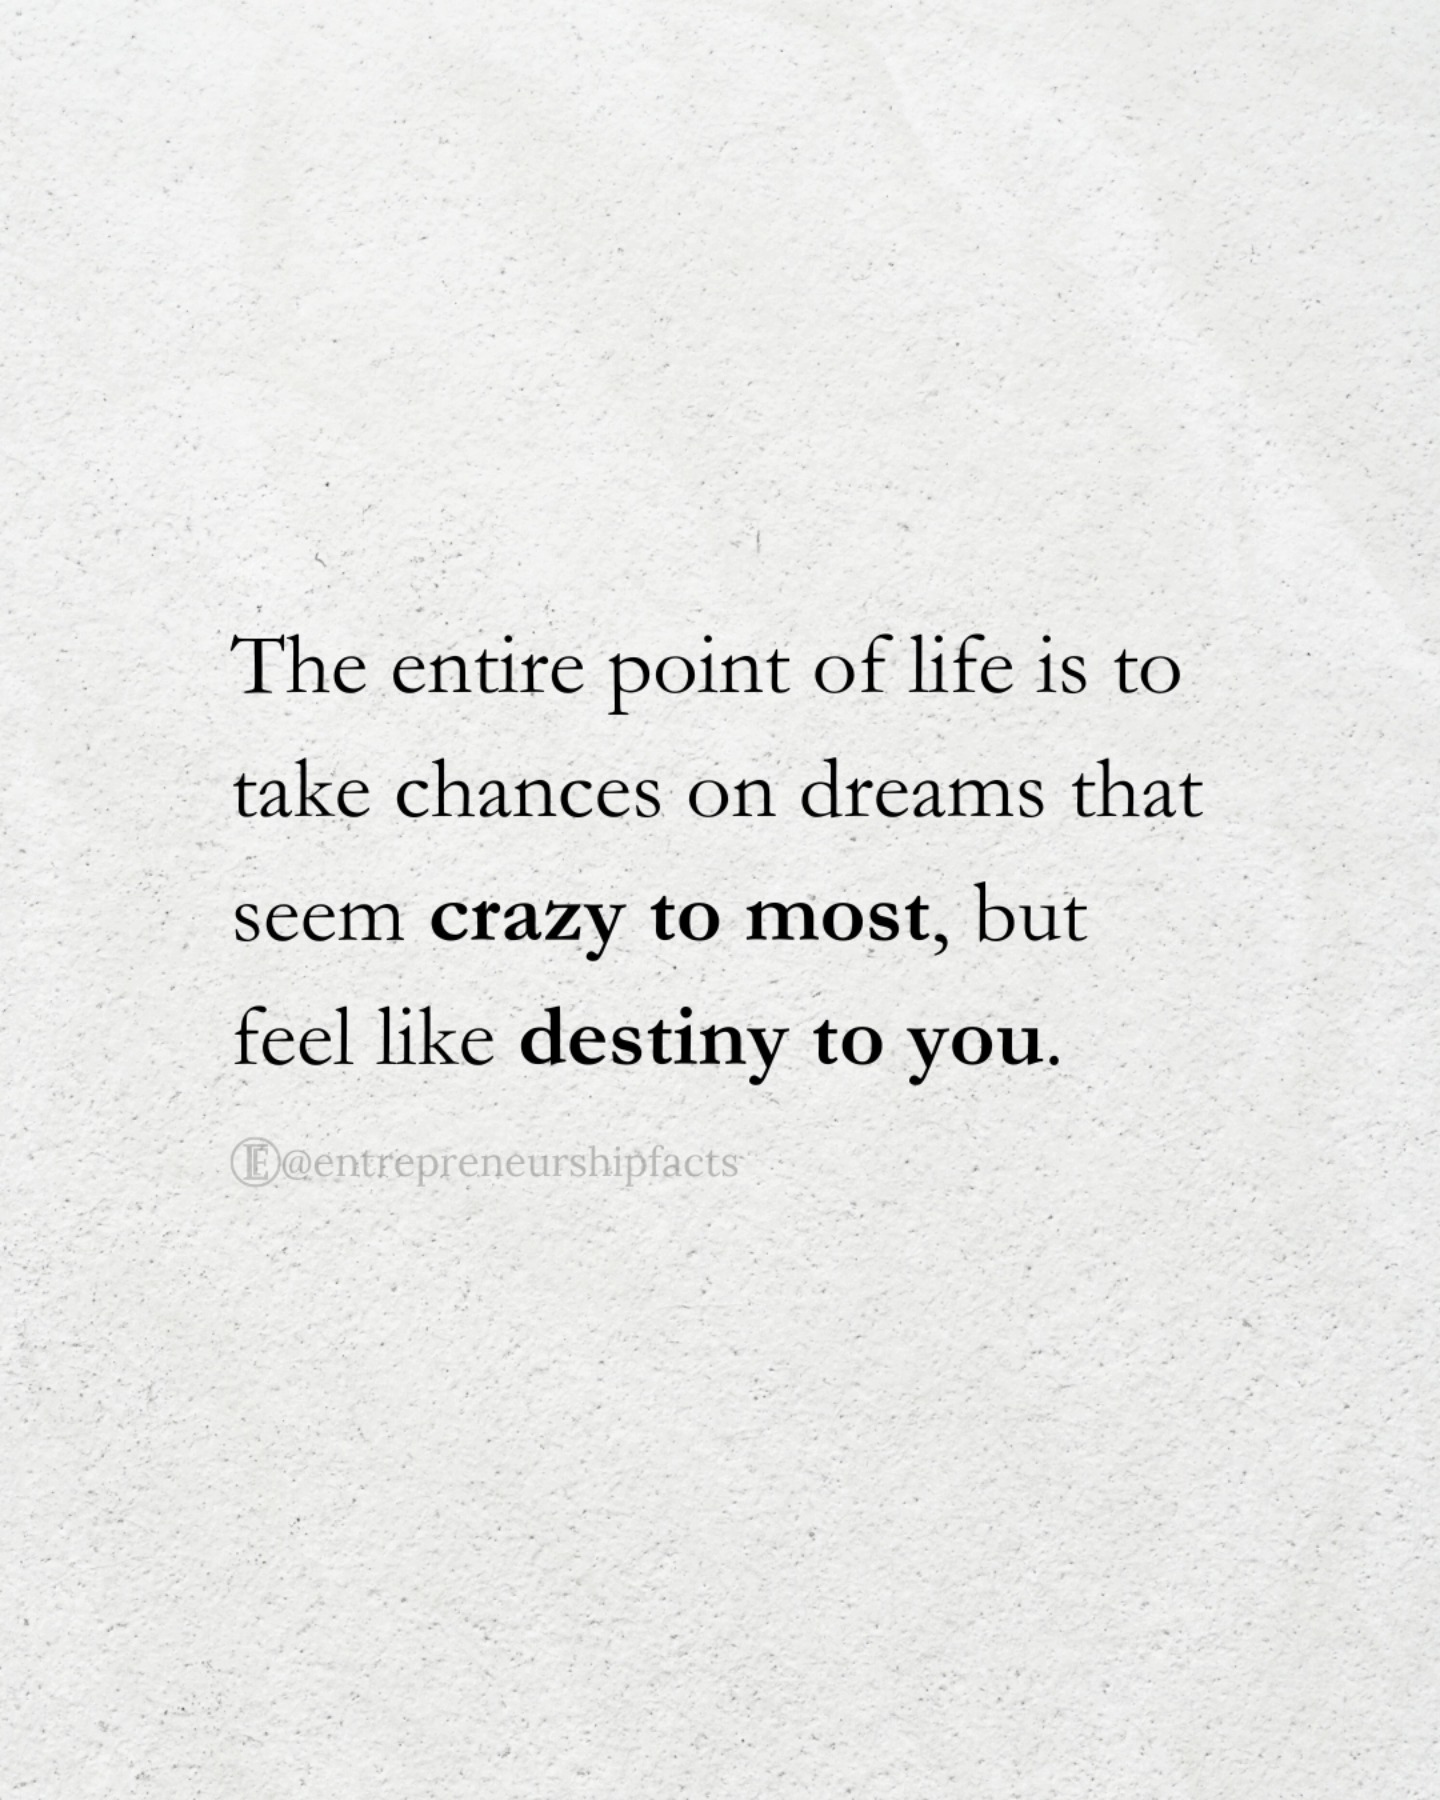 The entire point of life is to
take chances on dreams that
seem crazy to most, but
feel like destiny to you.
Ⓔ@entrepreneurshipfacts